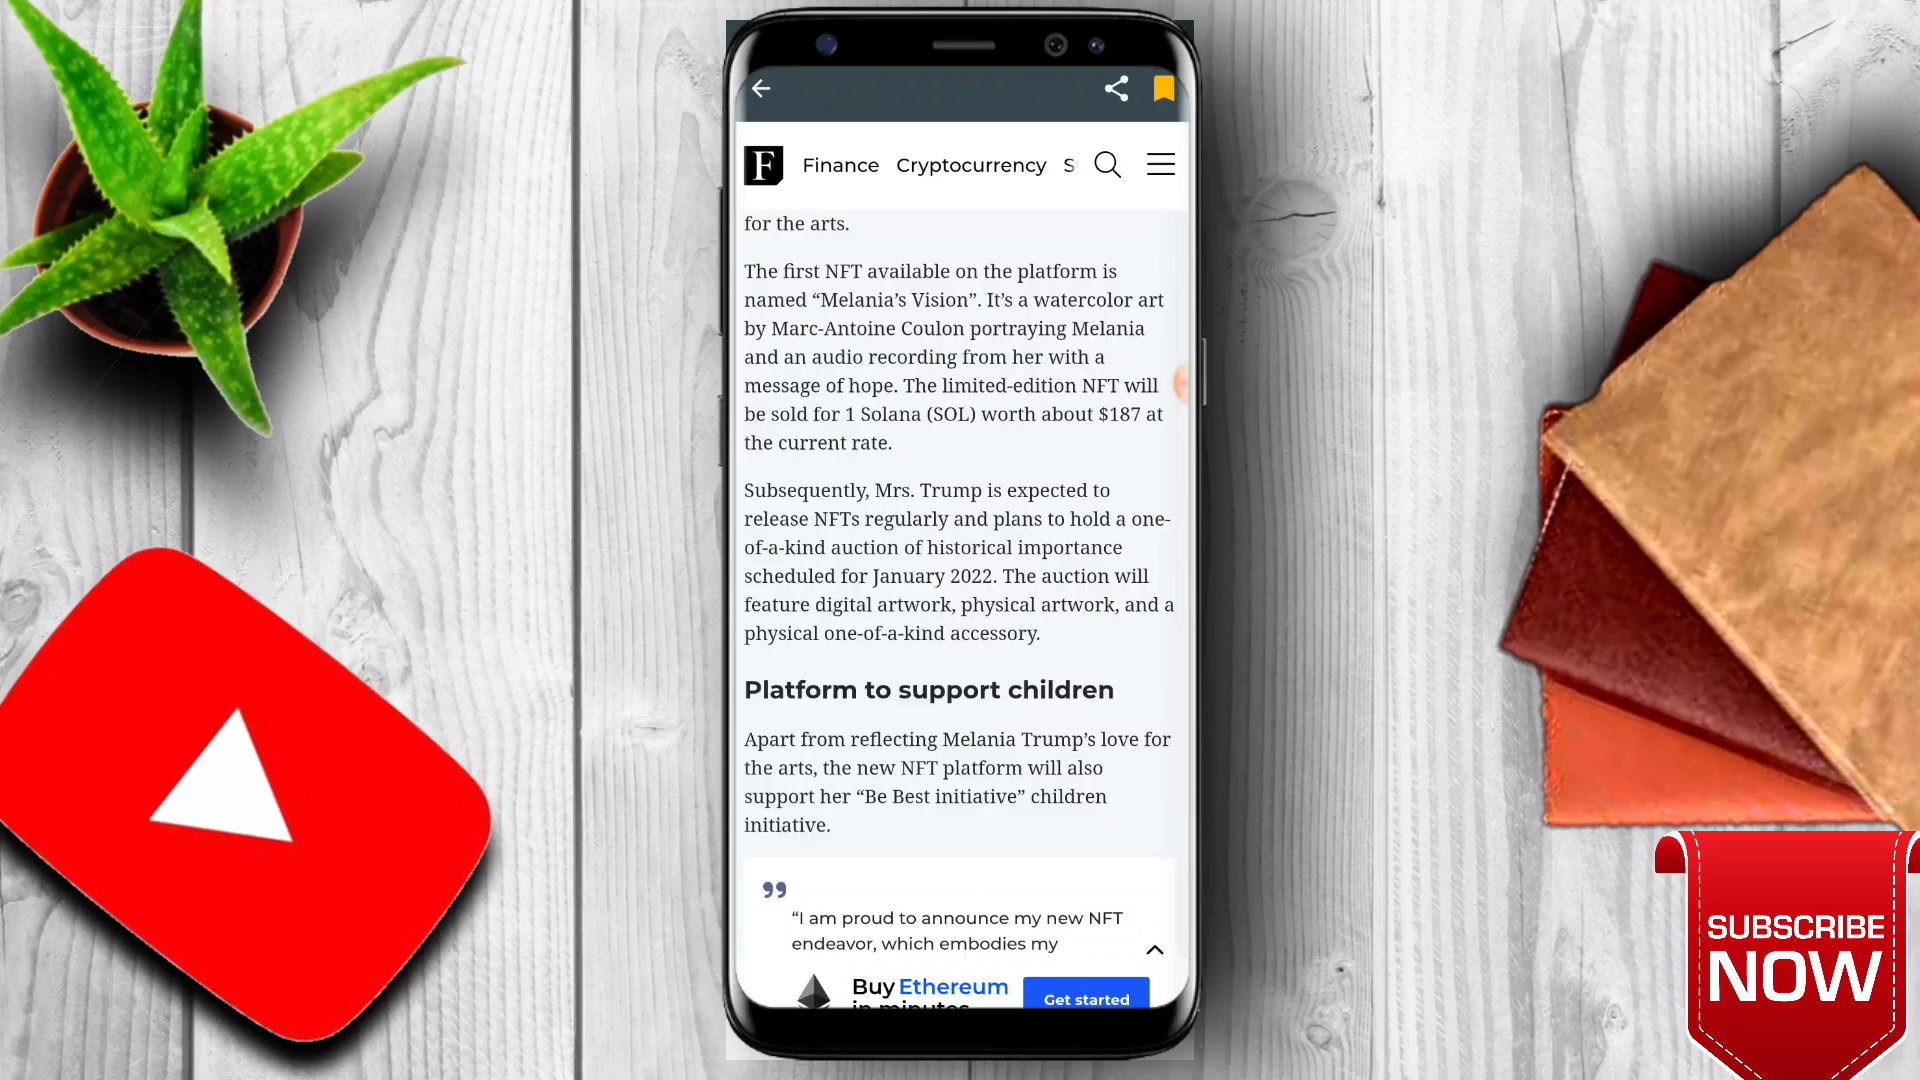 F Finance Cryptocurrency S
for the arts.
The first NFT available on the platform is
named “Melania’s Vision”. It’s a watercolor art
by Marc-Antoine Coulon portraying Melania
and an audio recording from her with a
message of hope. The limited-edition NFT will
be sold for 1 Solana (SOL) worth about $187 at
the current rate.
Subsequently, Mrs. Trump is expected to
release NFTs regularly and plans to hold a one-
of-a-kind auction of historical importance
scheduled for January 2022. The auction will
feature digital artwork, physical artwork, and a
physical one-of-a-kind accessory.
Platform to support children
Apart from reflecting Melania Trump’s love for
the arts, the new NFT platform will also
support her “Be Best initiative” children
initiative.
“I am proud to announce my new NFT
endeavor, which embodies my
Buy Ethereum
in minutes
Get started
SUBSCRIBE
NOW